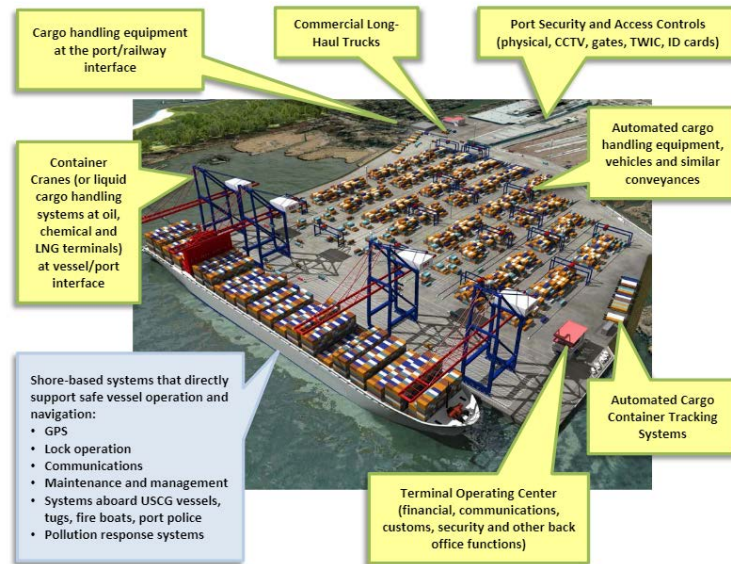 Cargo handling equipment
at the port/railway
interface
Commercial Long-
Haul Trucks
Port Security and Access Controls
(physical, CCTV, gates, TWIC, ID cards)
Container
Cranes (or liquid
cargo handling
systems at oil,
chemical and
LNG terminals)
at vessel/port
interface
Automated cargo
handling equipment,
vehicles and similar
conveyances
Shore-based systems that directly
support safe vessel operation and
navigation:
• GPS
• Lock operation
• Communications
• Maintenance and management
• Systems aboard USCG vessels,
tugs, fire boats, port police
• Pollution response systems
Automated Cargo
Container Tracking
Systems
Terminal Operating Center
(financial, communications,
customs, security and other back
office functions)